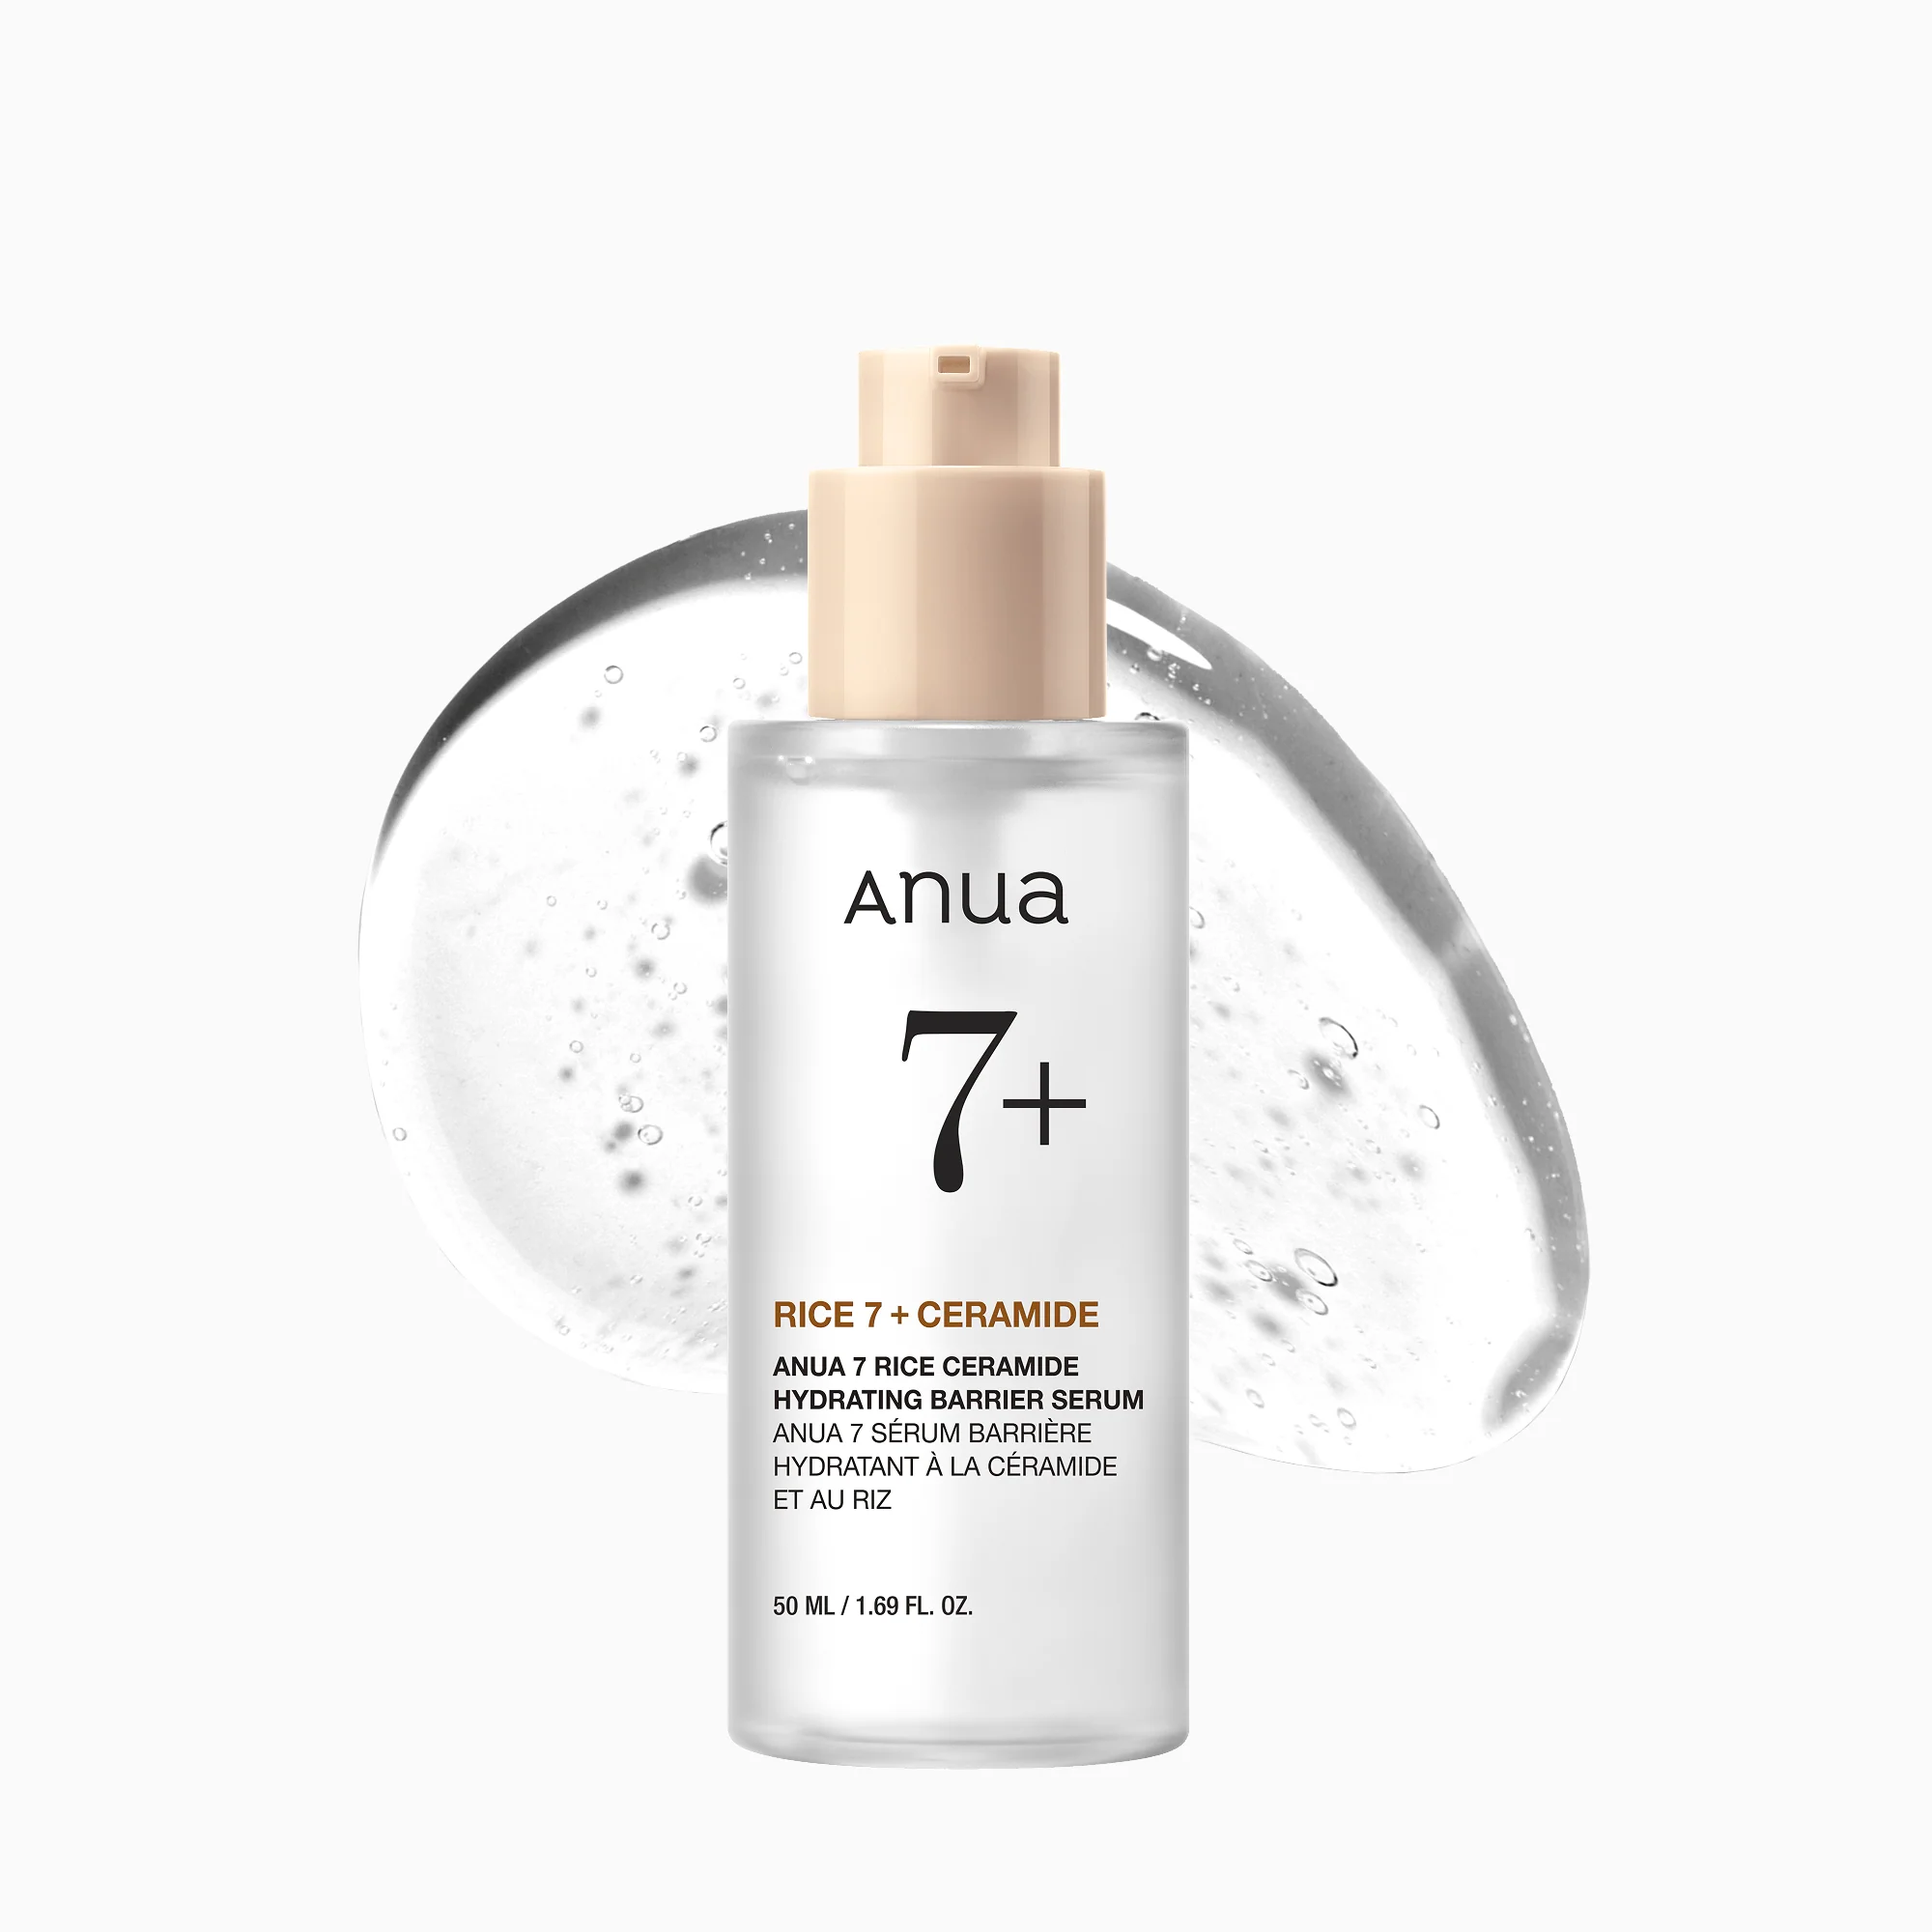 Anua
7+
RICE 7 + CERAMIDE
ANUA 7 RICE CERAMIDE
HYDRATING BARRIER SERUM
ANUA 7 SÉRUM BARRIÈRE
HYDRATANT À LA CÉRAMIDE
ET AU RIZ
50 ML / 1.69 FL. OZ.